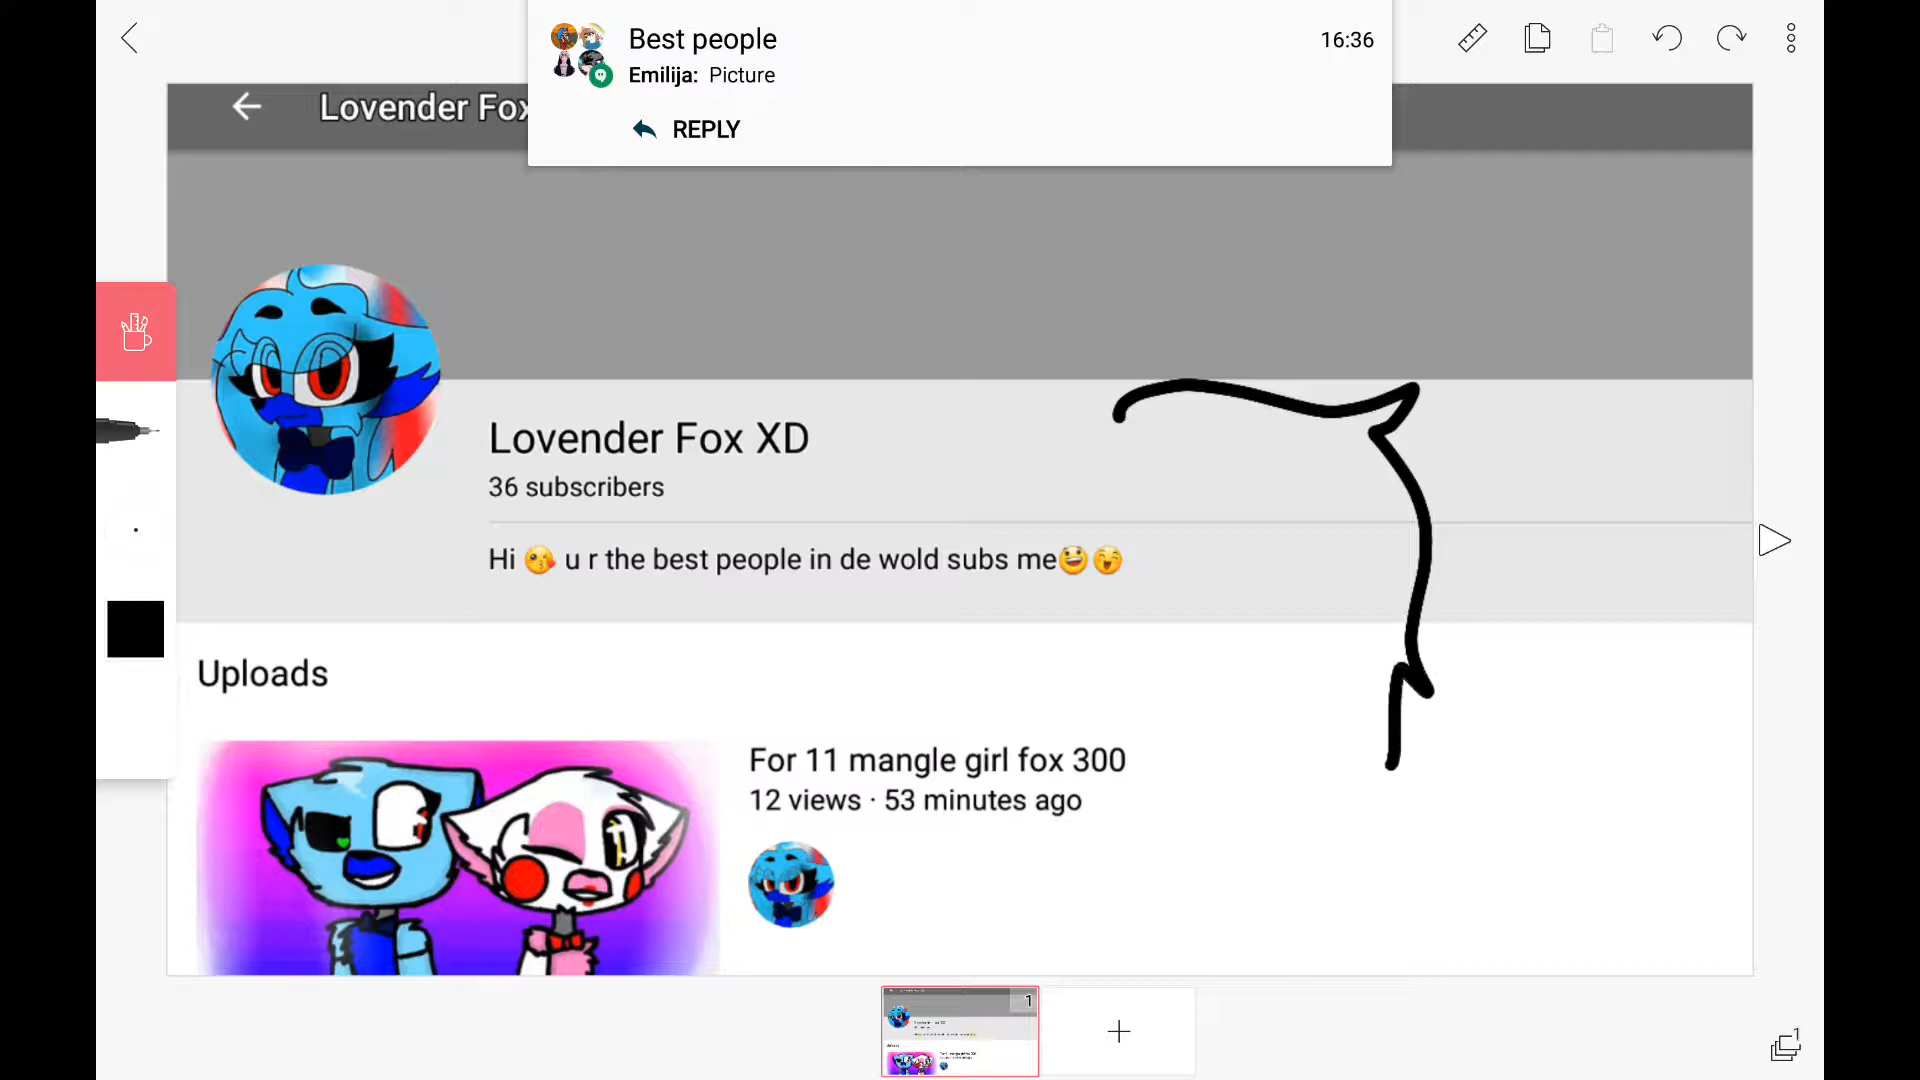 Best people
16:36
Emilija: Picture
REPLY
Lovender Fox
Lovender Fox XD
36 subscribers
Hi 😘 u r the best people in de wold subs me😃😄
Uploads
For 11 mangle girl fox 300
12 views · 53 minutes ago
1
1